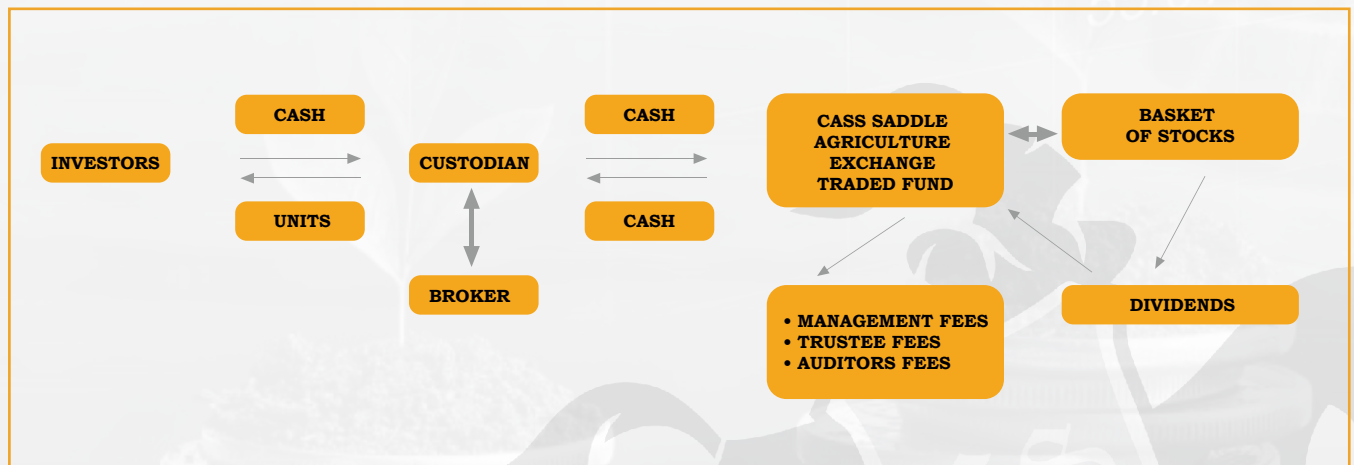 CASH
CASH
CASS SADDLE
AGRICULTURE
EXCHANGE
TRADED FUND
BASKET
OF STOCKS
INVESTORS
CUSTODIAN
UNITS
CASH
BROKER
• MANAGEMENT FEES
• TRUSTEE FEES
• AUDITORS FEES
DIVIDENDS